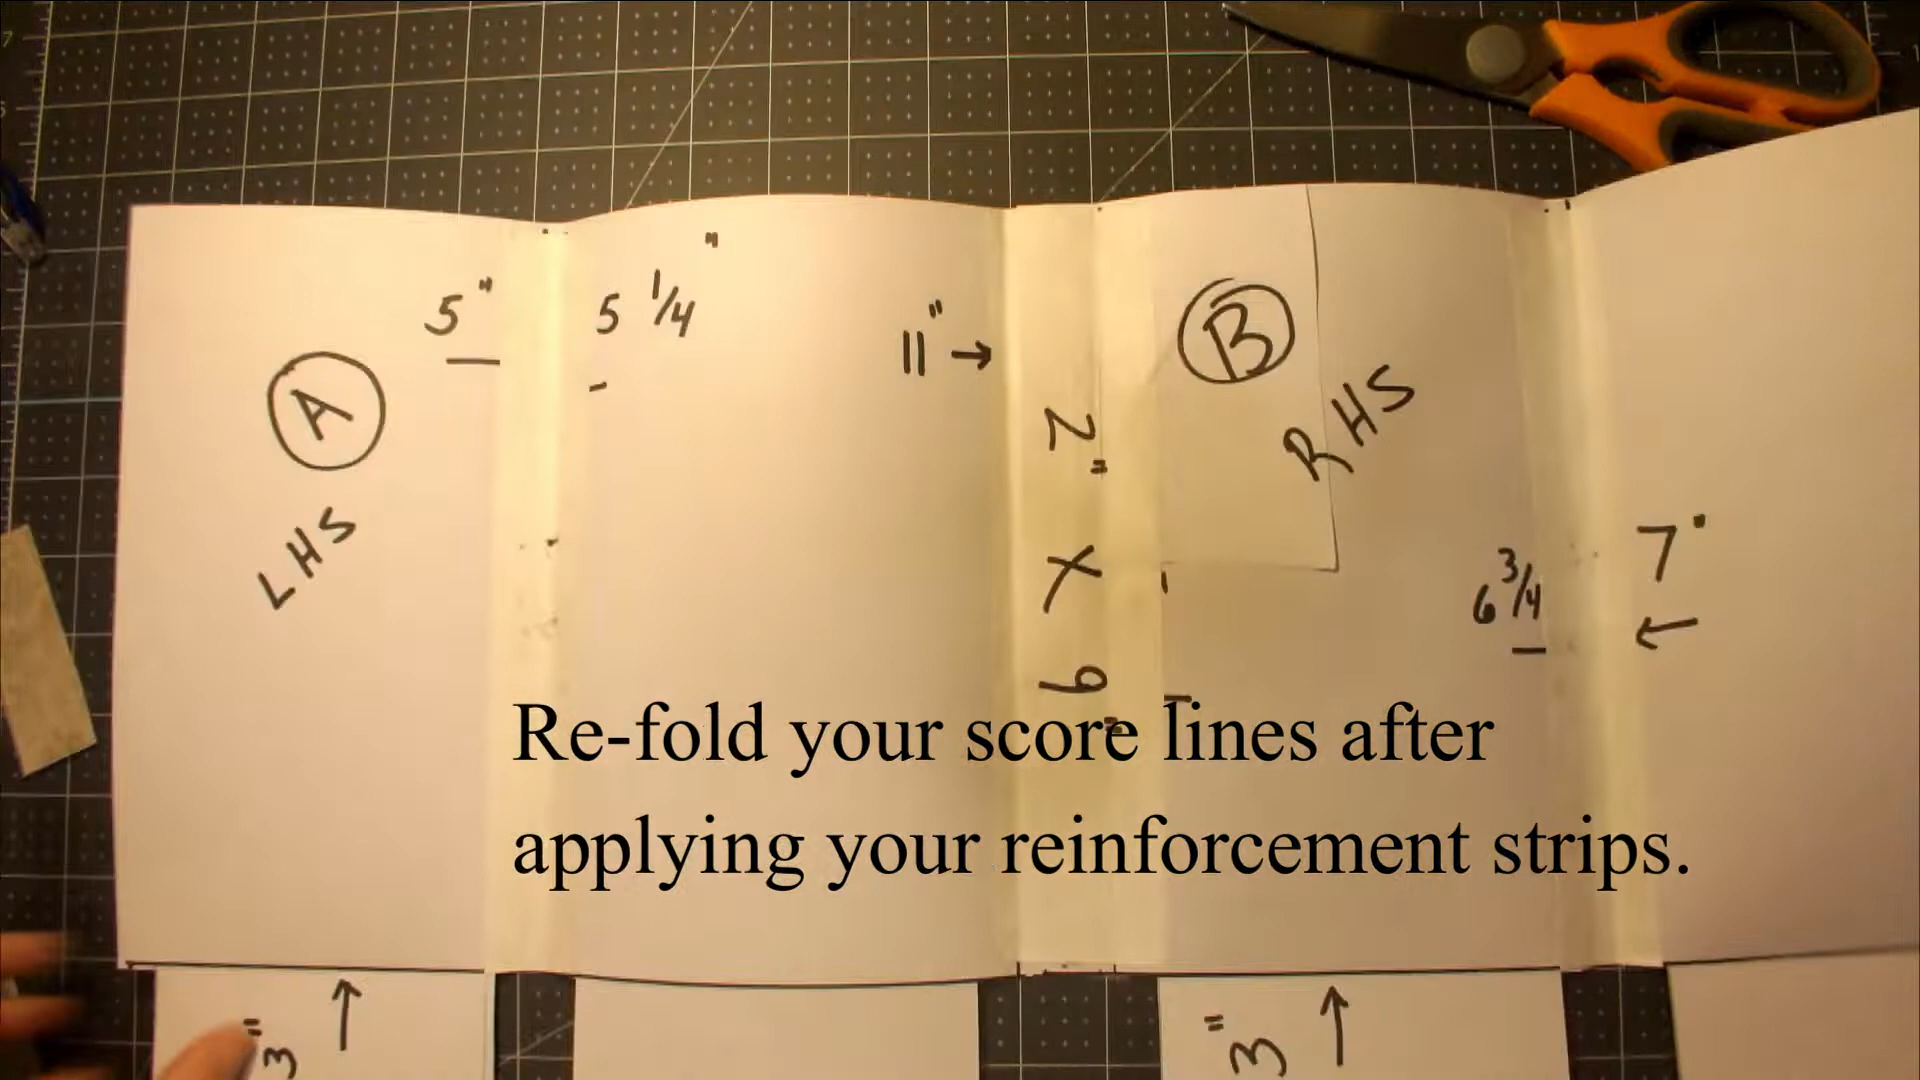 5"
5 1/4"
11" →
B
A
RHS
LHS
2" X 9"
6 3/4
7"
←
Re-fold your score lines after
applying your reinforcement strips.
3" ↑
3" ↑